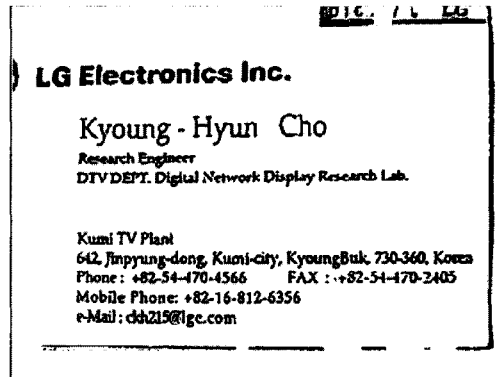 LG
LG Electronics Inc.
Kyoung - Hyun Cho
Research Engineer
DTV DEPT. Digital Network Display Research Lab.
Kumi TV Plant
642, Jinpyung-dong, Kumi-city, KyoungBuk, 730-360, Korea
Phone : +82-54-470-4566 FAX : +82-54-470-2405
Mobile Phone: +82-16-812-6356
e-Mail : ckh215@lge.com